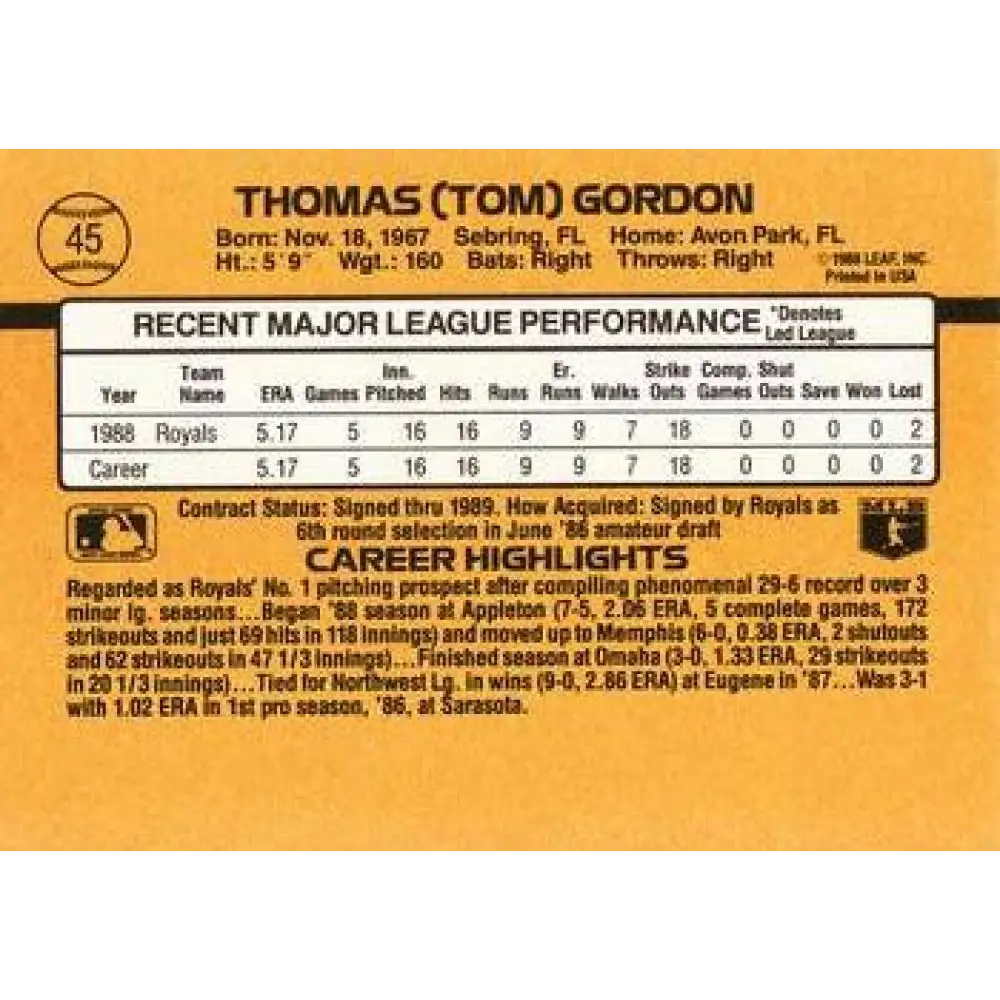 45
THOMAS (TOM) GORDON
Born: Nov. 18, 1967 Sebring, FL Home: Avon Park, FL
Ht.: 5' 9" Wgt.: 160 Bats: Right Throws: Right
© 1988 LEAF, INC.
Printed in USA
RECENT MAJOR LEAGUE PERFORMANCE
*Denotes
Led League
Year Team Name ERA Games Inn. Pitched Hits Runs Er. Runs Walks Strike Outs Comp. Games Shut Outs Save Won Lost
1988 Royals 5.17 5 16 16 9 9 7 18 0 0 0 0 2
Career 5.17 5 16 16 9 9 7 18 0 0 0 0 2
Contract Status: Signed thru 1989. How Acquired: Signed by Royals as
6th round selection in June '86 amateur draft
CAREER HIGHLIGHTS
Regarded as Royals' No. 1 pitching prospect after compiling phenomenal 29-6 record over 3
minor lg. seasons...Began '88 season at Appleton (7-5, 2.06 ERA, 5 complete games, 172
strikeouts and just 69 hits in 118 innings) and moved up to Memphis (6-0, 0.38 ERA, 2 shutouts
and 62 strikeouts in 47 1/3 innings)...Finished season at Omaha (3-0, 1.33 ERA, 29 strikeouts
in 20 1/3 innings)...Tied for Northwest Lg. in wins (9-0, 2.86 ERA) at Eugene in '87...Was 3-1
with 1.02 ERA in 1st pro season, '86, at Sarasota.